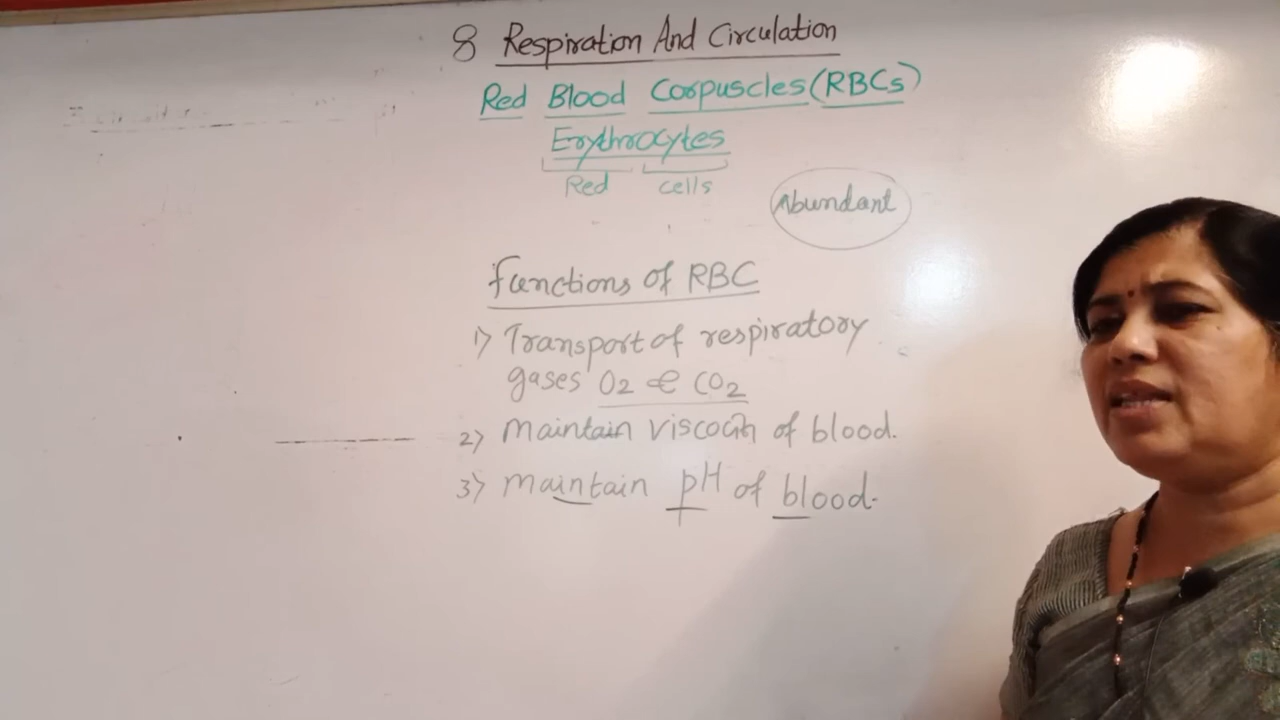 8 Respiration And Circulation
Red Blood Corpuscles (RBCs)
Erythrocytes
Red cells
Abundant
Functions of RBC
1) Transport of respiratory
gases O2 & CO2
2) Maintain of blood.
3) Maintain pH of blood.